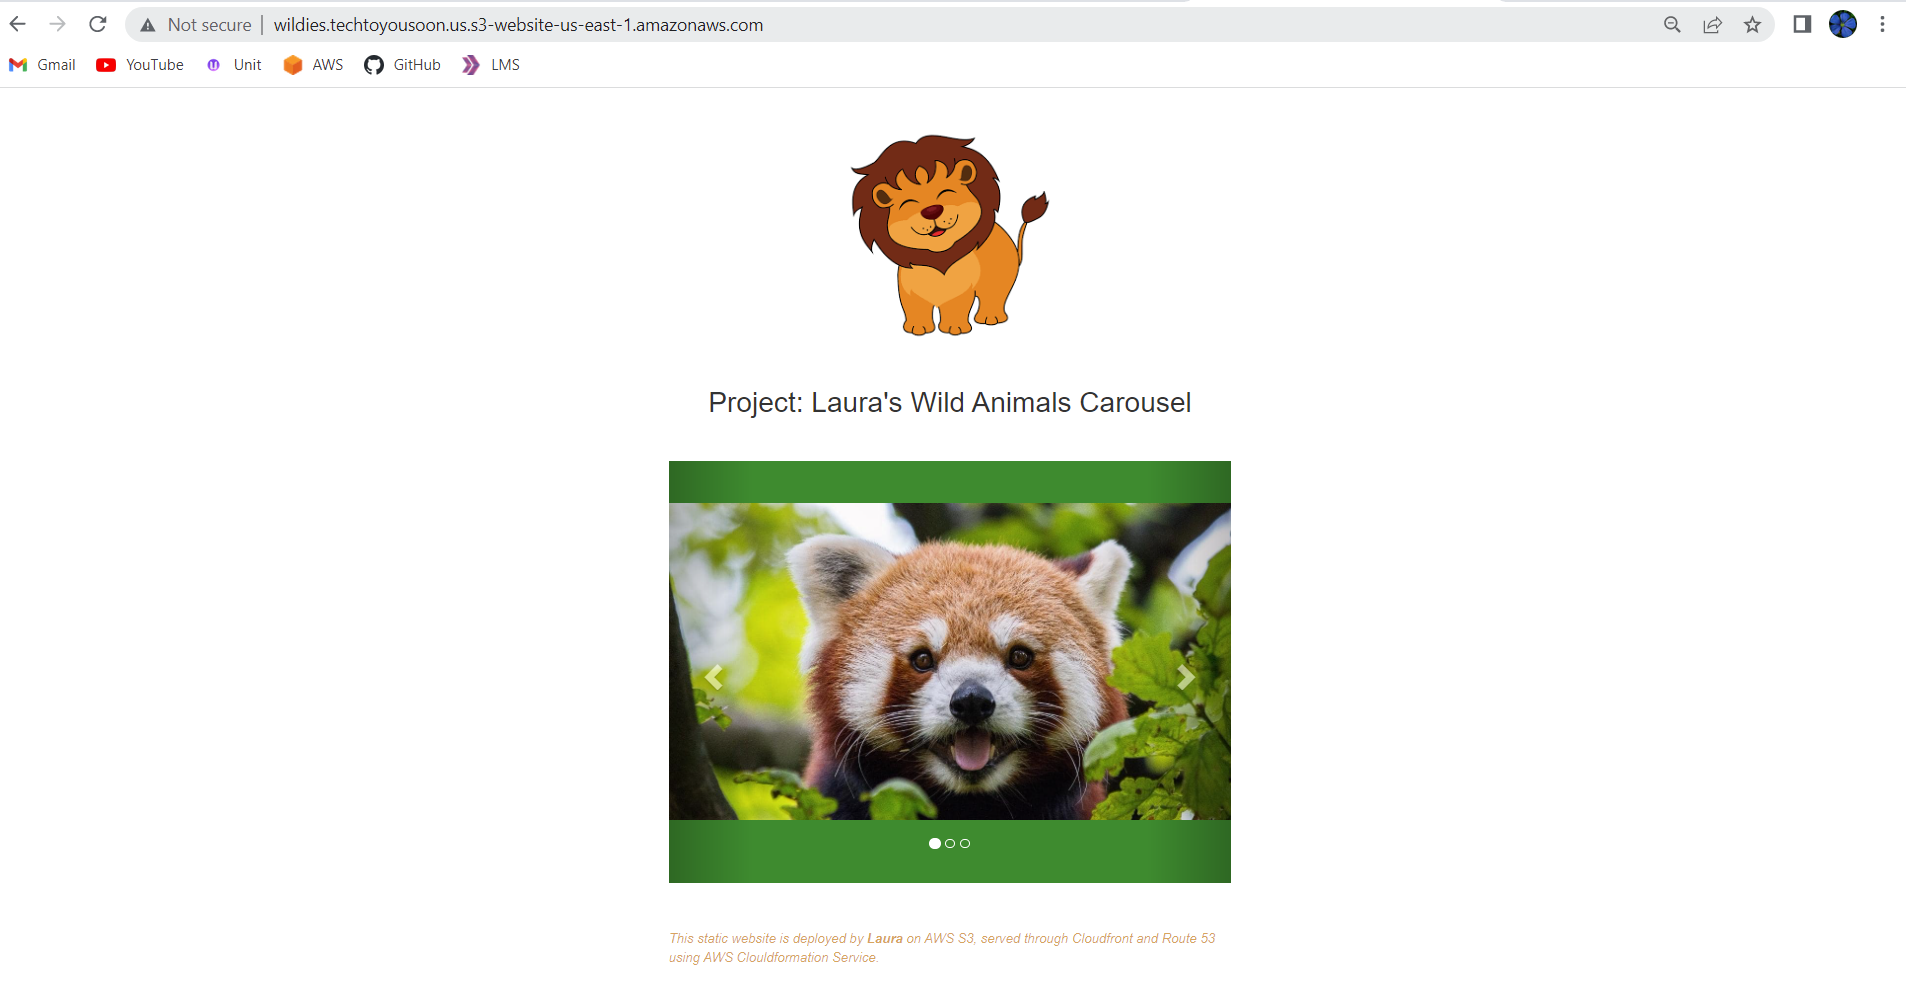 Not secure | wildies.techtoyousoon.us.s3-website-us-east-1.amazonaws.com
Gmail YouTube Unit AWS GitHub LMS
Project: Laura's Wild Animals Carousel
This static website is deployed by Laura on AWS S3, served through Cloudfront and Route 53
using AWS Clouldformation Service.